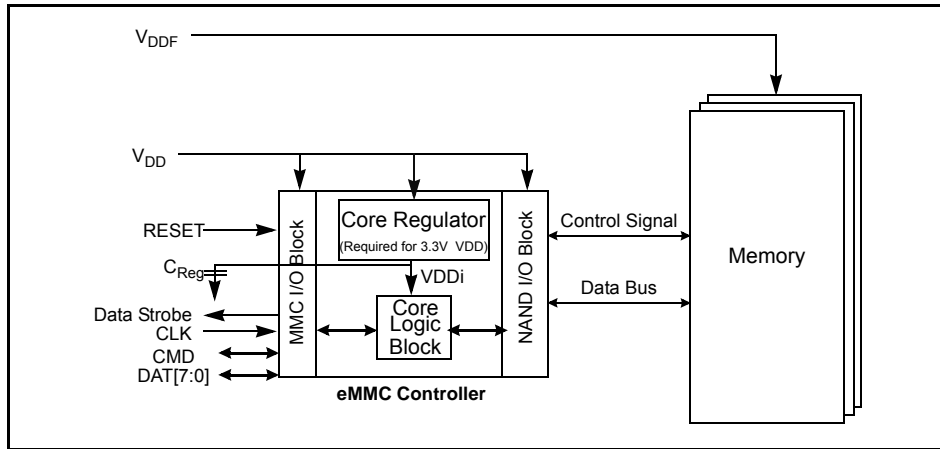 VDDF
VDD
RESET
CReg
Data Strobe
CLK
CMD
DAT[7:0]
MMC I/O Block
Core Regulator
(Required for 3.3V VDD)
VDDi
Core
Logic
Block
NAND I/O Block
eMMC Controller
Control Signal
Data Bus
Memory